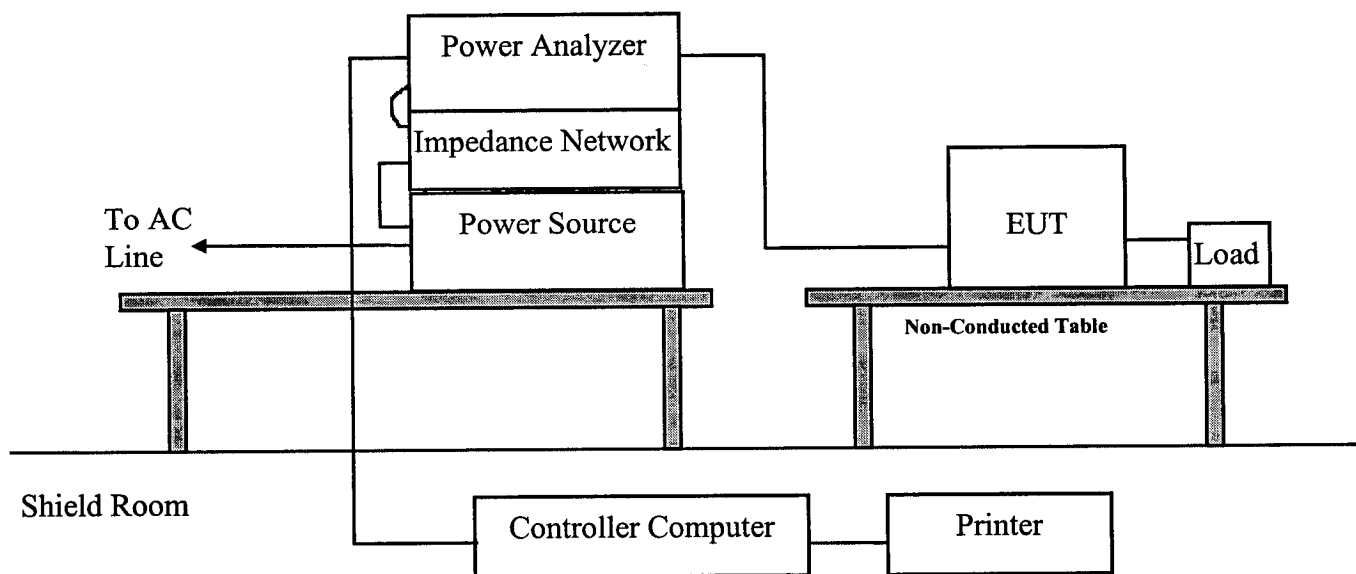 Power Analyzer
Impedance Network
Power Source
To AC
Line
EUT
Load
Non-Conducted Table
Shield Room
Controller Computer
Printer